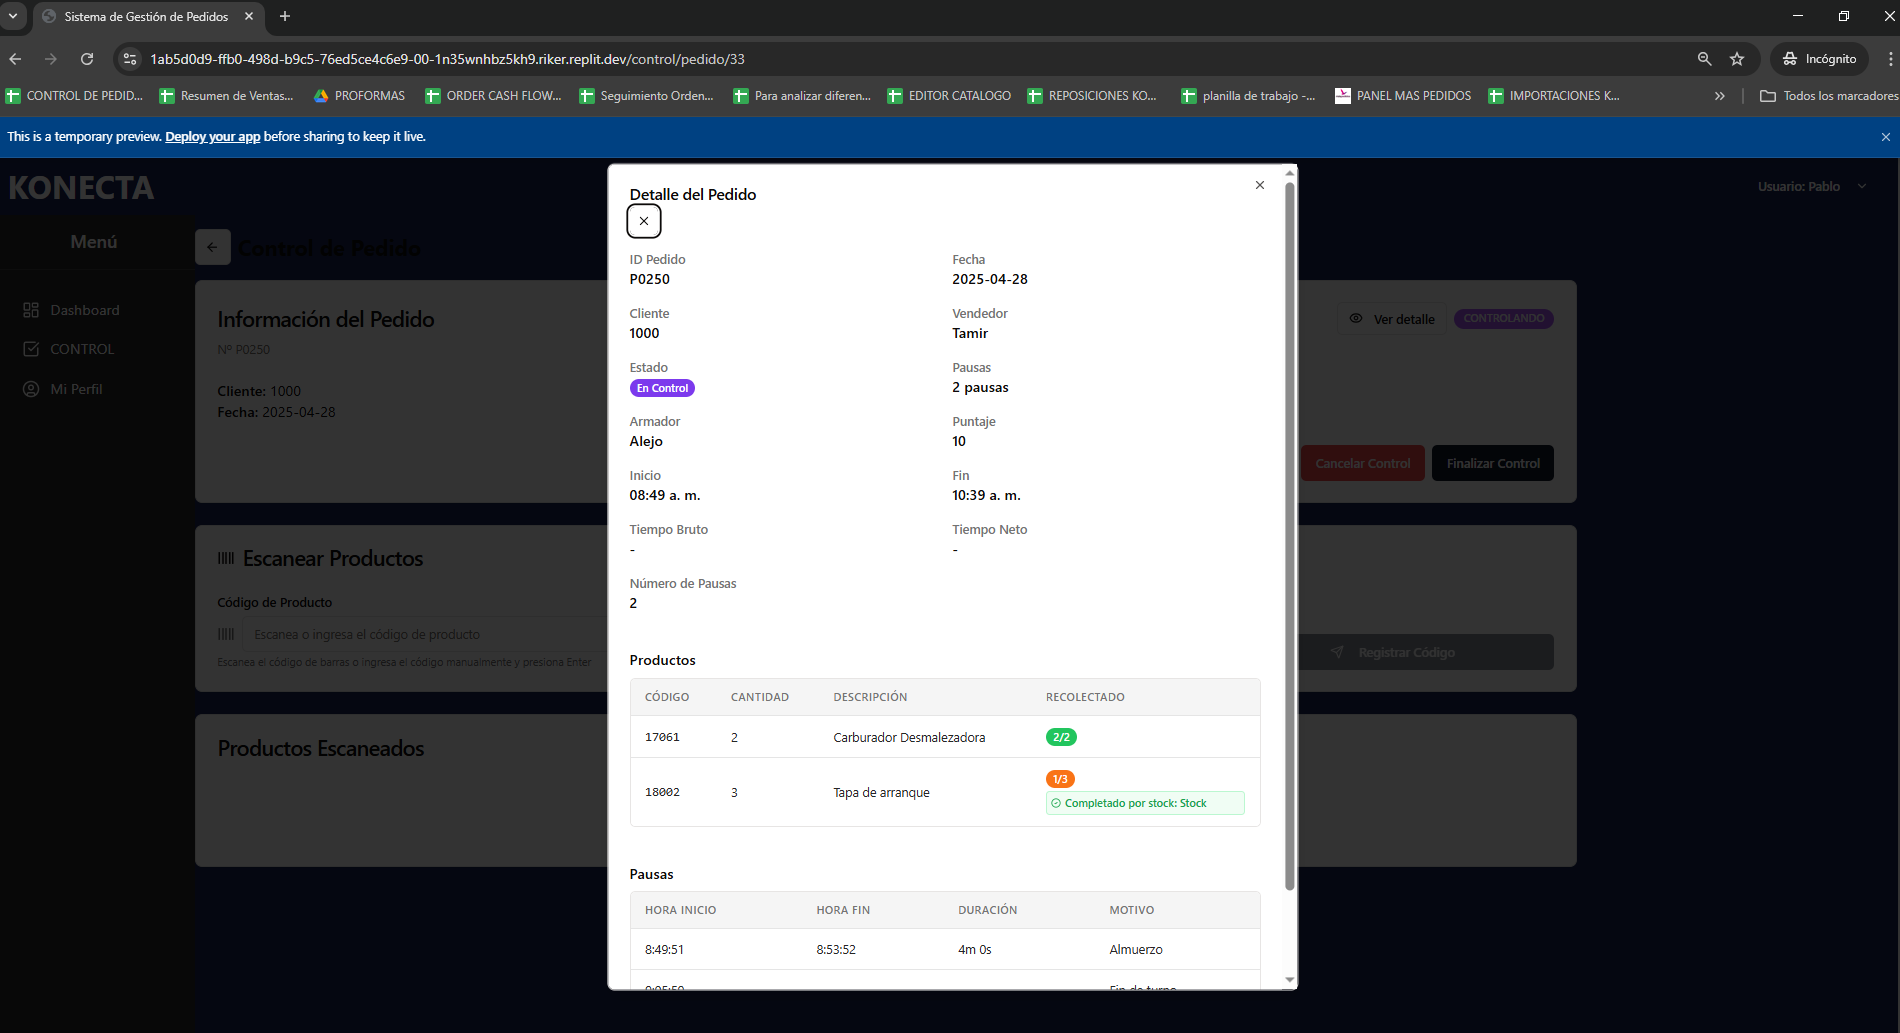 Sistema de Gestión de Pedidos
1ab5d0d9-ffb0-498d-b9c5-76ed5ce4c6e9-00-1n35wnhbz5kh9.riker.replit.dev/control/pedido/33
Incógnito
CONTROL DE PEDID... Resumen de Ventas... PROFORMAS ORDER CASH FLOW... Seguimiento Orden... Para analizar diferen... EDITOR CATALOGO REPOSICIONES KO... planilla de trabajo -... PANEL MAS PEDIDOS IMPORTACIONES K... Todos los marcadores
This is a temporary preview. Deploy your app before sharing to keep it live.
KONECTA
Usuario: Pablo
Menú
Dashboard
CONTROL
Mi Perfil
Control de Pedido
Información del Pedido
Nº P0250
Cliente: 1000
Fecha: 2025-04-28
Ver detalle
CONTROLANDO
Cancelar Control
Finalizar Control
Escanear Productos
Código de Producto
Escanea o ingresa el código de producto
Escanea el código de barras o ingresa el código manualmente y presiona Enter
Registrar Código
Productos Escaneados
Detalle del Pedido
ID Pedido Fecha
P0250 2025-04-28
Cliente Vendedor
1000 Tamir
Estado Pausas
En Control 2 pausas
Armador Puntaje
Alejo 10
Inicio Fin
08:49 a. m. 10:39 a. m.
Tiempo Bruto Tiempo Neto
- -
Número de Pausas
2
Productos
CÓDIGO CANTIDAD DESCRIPCIÓN RECOLECTADO
17061 2 Carburador Desmalezadora 2/2
18002 3 Tapa de arranque 1/3
Completado por stock: Stock
Pausas
HORA INICIO HORA FIN DURACIÓN MOTIVO
8:49:51 8:53:52 4m 0s Almuerzo
Fin de turno